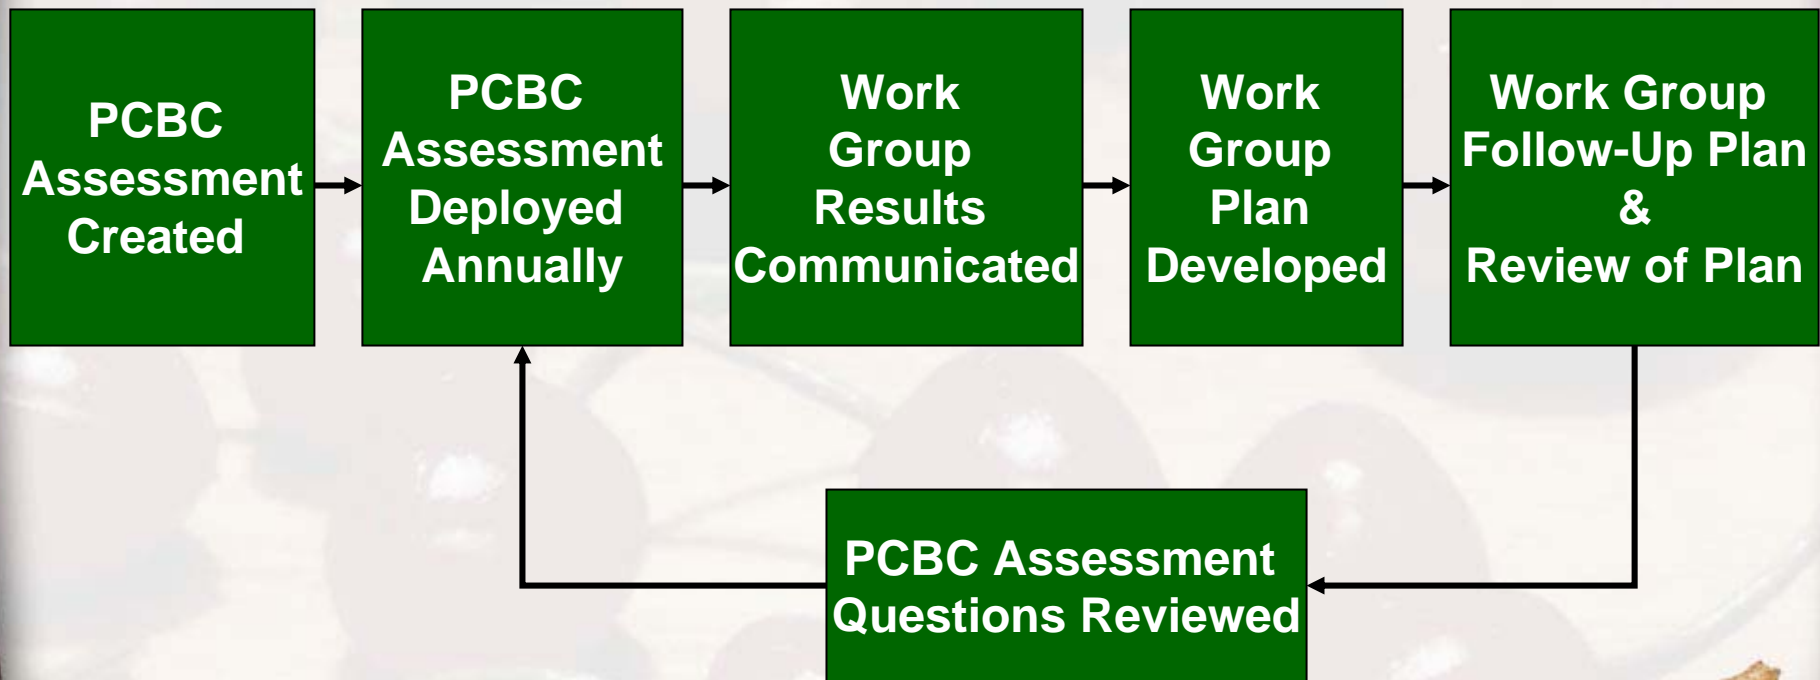 PCBC
Assessment
Created
PCBC
Assessment
Deployed
Annually
Work
Group
Results
Communicated
Work
Group
Plan
Developed
Work Group
Follow-Up Plan
&
Review of Plan
PCBC Assessment
Questions Reviewed